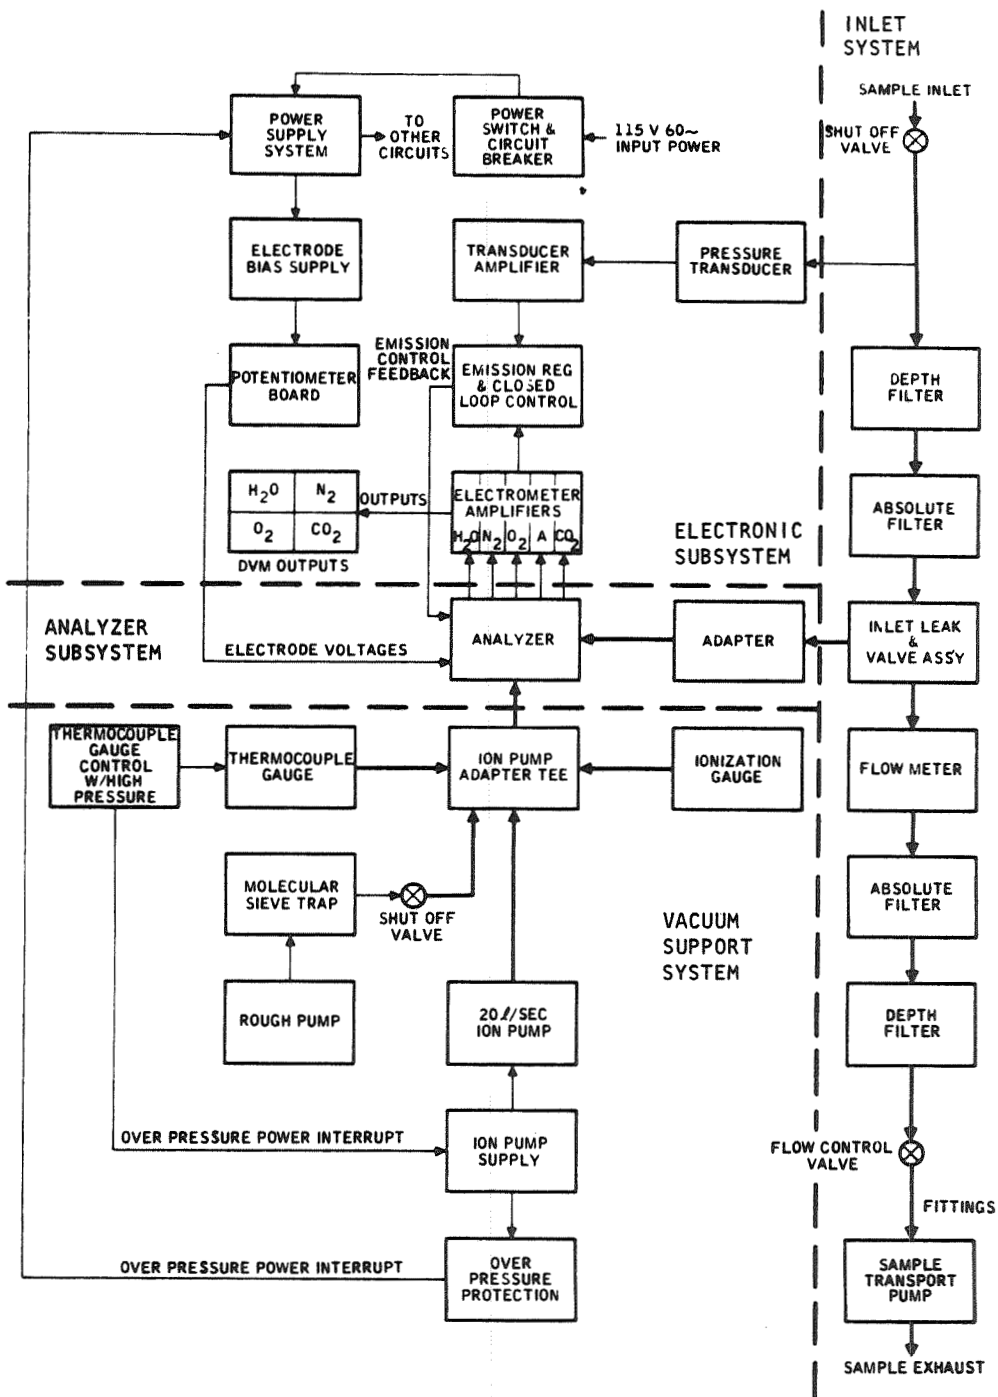 INLET
SYSTEM
SAMPLE INLET
SHUT OFF
VALVE
POWER
SUPPLY
SYSTEM
TO
OTHER
CIRCUITS
POWER
SWITCH &
CIRCUIT
BREAKER
115 V 60~
INPUT POWER
ELECTRODE
BIAS SUPPLY
TRANSDUCER
AMPLIFIER
PRESSURE
TRANSDUCER
POTENTIOMETER
BOARD
EMISSION
CONTROL
FEEDBACK
EMISSION REG
& CLOSED
LOOP CONTROL
DEPTH
FILTER
H2O
N2
O2
CO2
DVM OUTPUTS
OUTPUTS
ELECTROMETER
AMPLIFIERS
H2O N2 O2 A CO2
ELECTRONIC
SUBSYSTEM
ABSOLUTE
FILTER
ANALYZER
SUBSYSTEM
ELECTRODE VOLTAGES
ANALYZER
ADAPTER
INLET LEAK
&
VALVE ASS'Y
THERMOCOUPLE
GAUGE
CONTROL
W/HIGH
PRESSURE
THERMOCOUPLE
GAUGE
ION PUMP
ADAPTER TEE
IONIZATION
GAUGE
FLOW METER
MOLECULAR
SIEVE TRAP
SHUT OFF
VALVE
VACUUM
SUPPORT
SYSTEM
ABSOLUTE
FILTER
ROUGH PUMP
20ℓ/SEC
ION PUMP
DEPTH
FILTER
OVER PRESSURE POWER INTERRUPT
ION PUMP
SUPPLY
FLOW CONTROL
VALVE
FITTINGS
OVER PRESSURE POWER INTERRUPT
OVER
PRESSURE
PROTECTION
SAMPLE
TRANSPORT
PUMP
SAMPLE EXHAUST